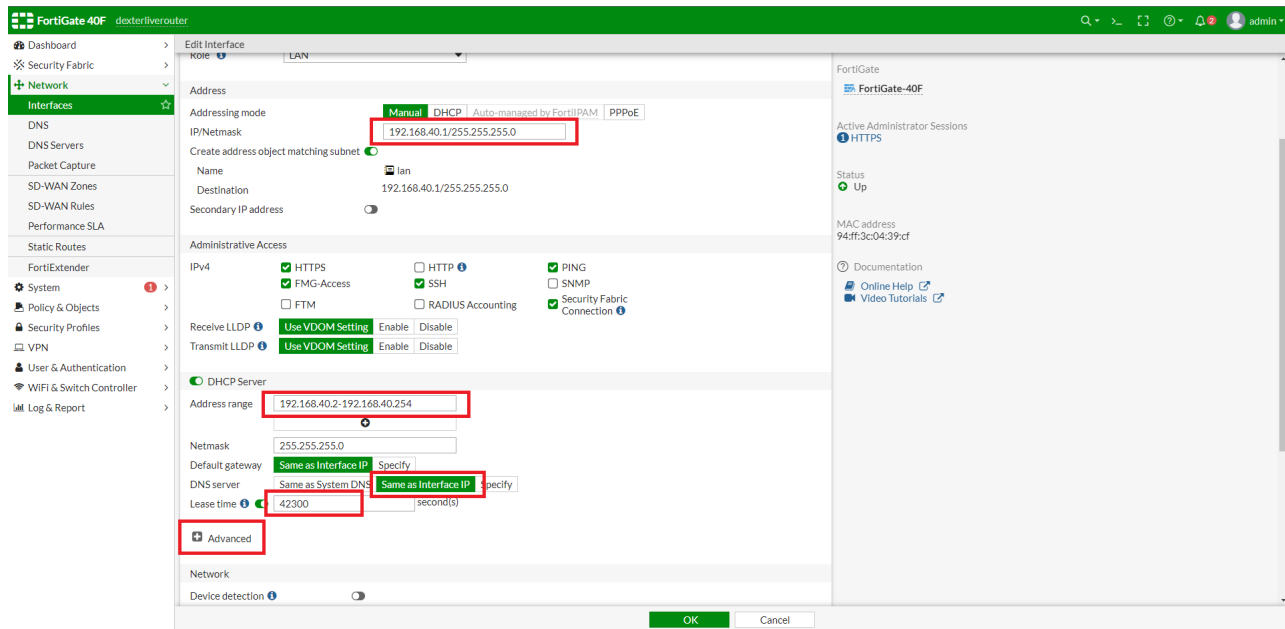 FortiGate 40F dexterliverouter
>_ 2 admin
Dashboard
Security Fabric
Network
Interfaces
DNS
DNS Servers
Packet Capture
SD-WAN Zones
SD-WAN Rules
Performance SLA
Static Routes
FortiExtender
System 1
Policy & Objects
Security Profiles
VPN
User & Authentication
WiFi & Switch Controller
Log & Report
Edit Interface
Role LAN
Address
Addressing mode Manual DHCP Auto-managed by FortiIPAM PPPoE
IP/Netmask 192.168.40.1/255.255.255.0
Create address object matching subnet
Name lan
Destination 192.168.40.1/255.255.255.0
Secondary IP address
Administrative Access
IPv4 HTTPS HTTP PING
FMG-Access SSH SNMP
FTM RADIUS Accounting Security Fabric
Connection
Receive LLDP Use VDOM Setting Enable Disable
Transmit LLDP Use VDOM Setting Enable Disable
DHCP Server
Address range 192.168.40.2-192.168.40.254
Netmask 255.255.255.0
Default gateway Same as Interface IP Specify
DNS server Same as System DNS Same as Interface IP Specify
Lease time 42300 second(s)
Advanced
Network
Device detection
OK Cancel
FortiGate
FortiGate-40F
Active Administrator Sessions
1 HTTPS
Status
Up
MAC address
94:ff:3c:04:39:cf
Documentation
Online Help
Video Tutorials